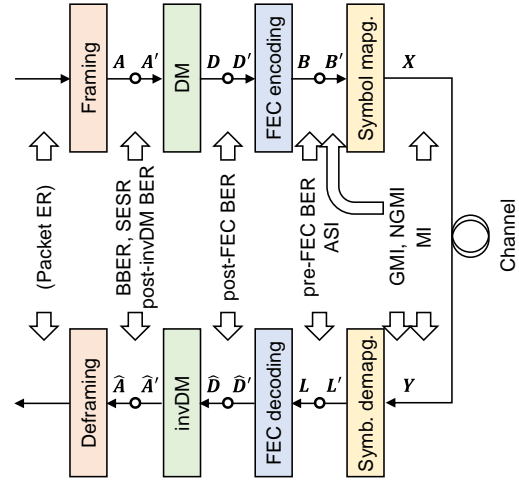 Framing
A A′
DM
D D′
FEC encoding
B B′
Symbol mapg.
X
(Packet ER)
BBER, SESR
post-invDM BER
post-FEC BER
pre-FEC BER
ASI
GMI, NGMI
MI
Channel
Deframing
Â Â′
invDM
D̂ D̂′
FEC decoding
L L′
Symb. demapg.
Y